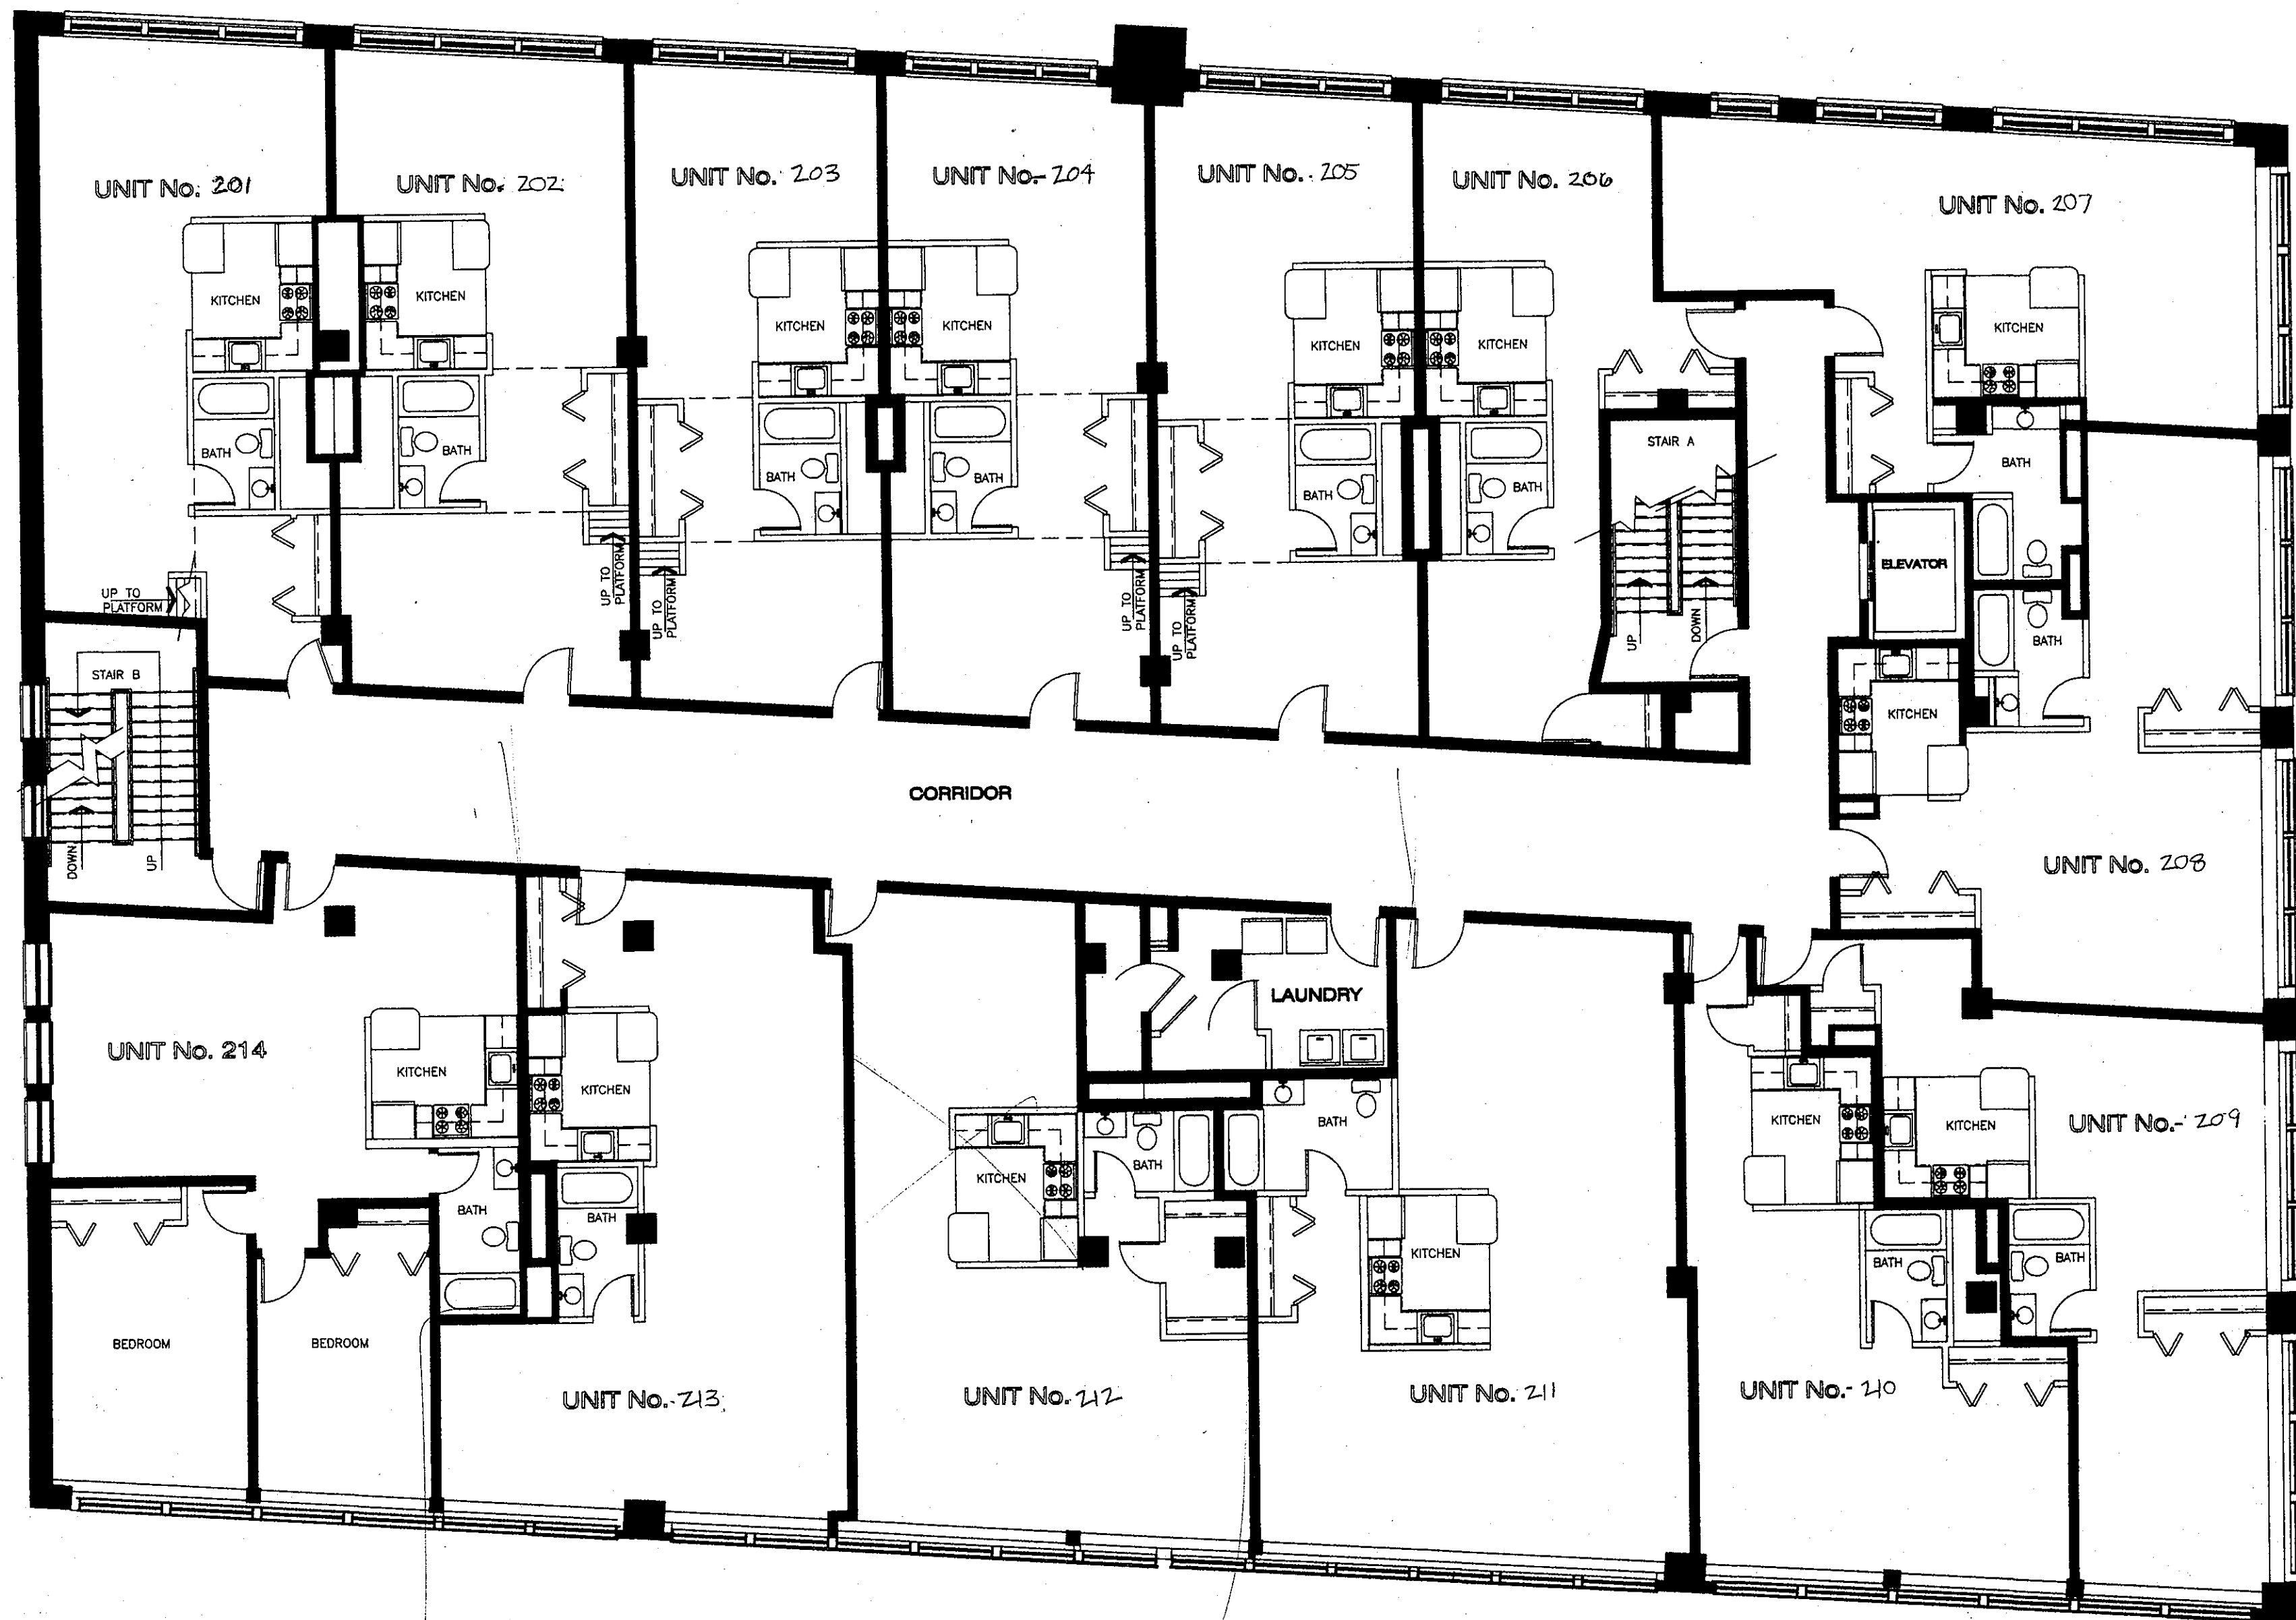 UNIT No. 201
UNIT No. 202
UNIT No. 203
UNIT No. 204
UNIT No. 205
UNIT No. 206
UNIT No. 207
KITCHEN
KITCHEN
KITCHEN
KITCHEN
KITCHEN
KITCHEN
KITCHEN
BATH
BATH
BATH
BATH
BATH
BATH
BATH
STAIR A
UP
DOWN
ELEVATOR
UP TO
PLATFORM
UP TO
PLATFORM
UP TO
PLATFORM
UP TO
PLATFORM
UP TO
PLATFORM
BATH
KITCHEN
STAIR B
DOWN
UP
CORRIDOR
UNIT No. 208
LAUNDRY
UNIT No. 214
KITCHEN
KITCHEN
KITCHEN
BATH
BATH
KITCHEN
KITCHEN
UNIT No. 209
BATH
BATH
KITCHEN
BATH
BATH
BEDROOM
BEDROOM
UNIT No. 213
UNIT No. 212
UNIT No. 211
UNIT No. 210